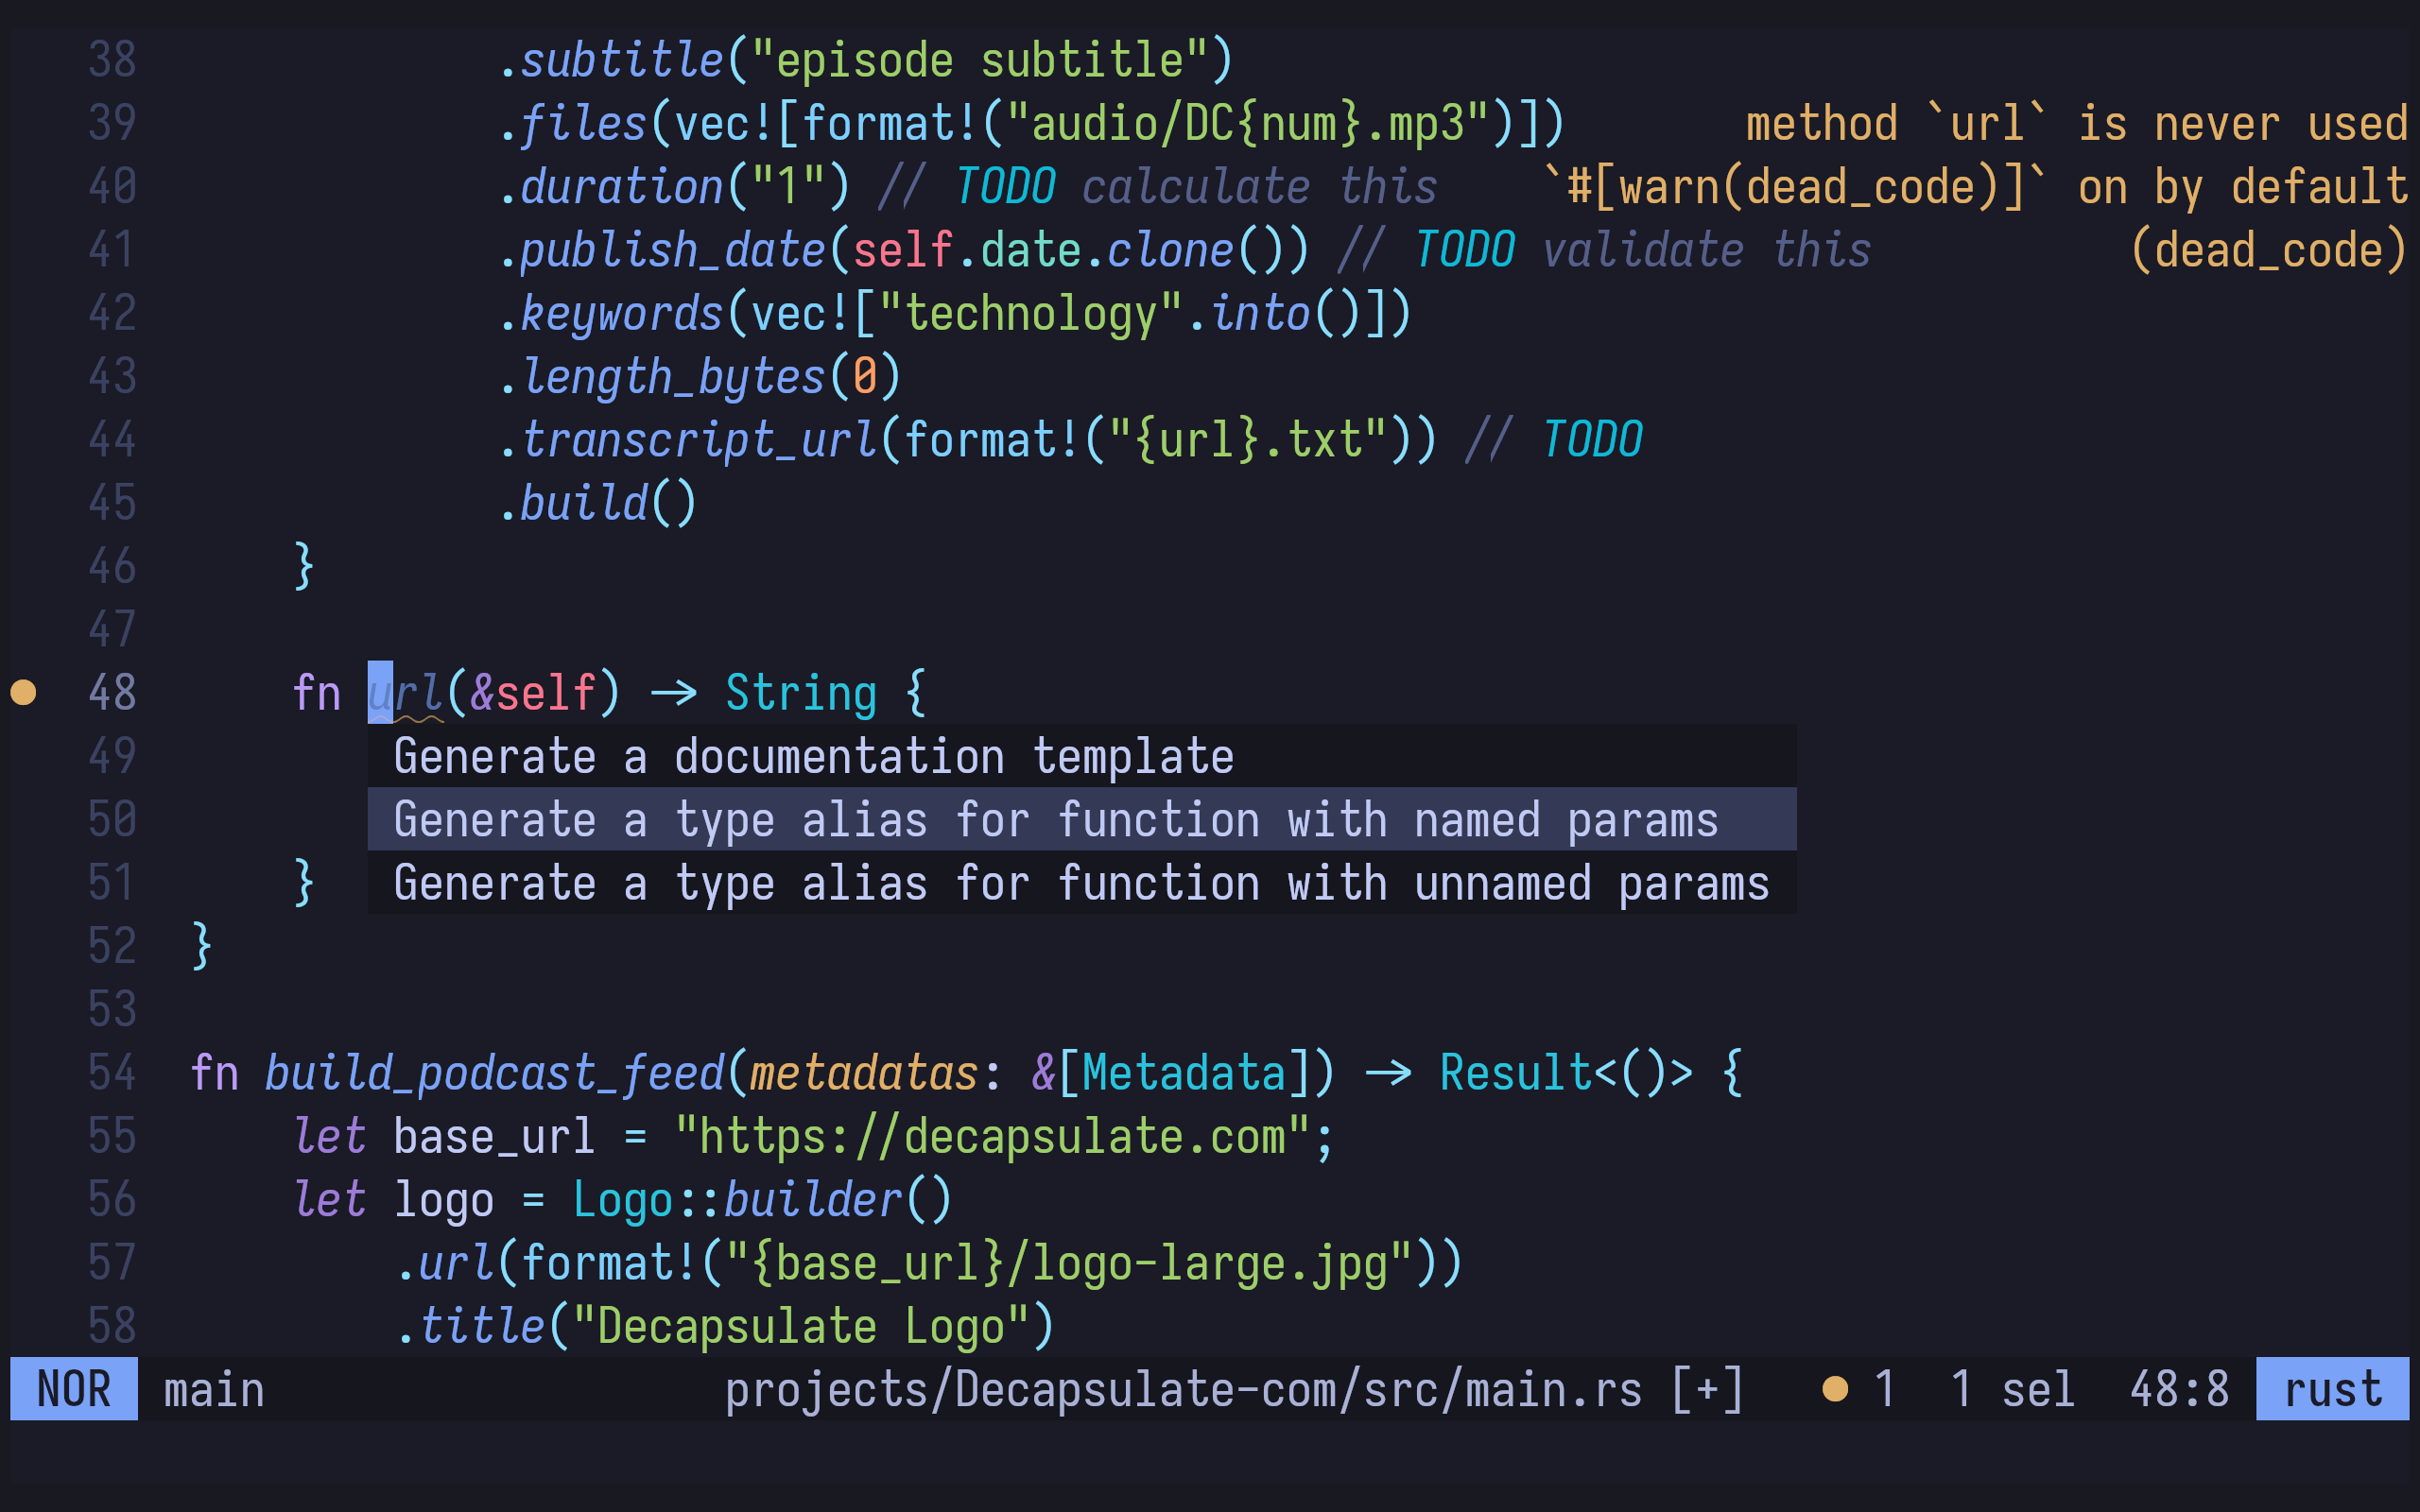 38 .subtitle("episode subtitle")
39 .files(vec![format!("audio/DC{num}.mp3")]) method `url` is never used
40 .duration("1") // TODO calculate this `#[warn(dead_code)]` on by default
41 .publish_date(self.date.clone()) // TODO validate this (dead_code)
42 .keywords(vec!["technology".into()])
43 .length_bytes(0)
44 .transcript_url(format!("{url}.txt")) // TODO
45 .build()
46 }
47
48 fn url(&self) -> String {
49 Generate a documentation template
50 Generate a type alias for function with named params
51 } Generate a type alias for function with unnamed params
52 }
53
54 fn build_podcast_feed(metadatas: &[Metadata]) -> Result<()> {
55 let base_url = "https://decapsulate.com";
56 let logo = Logo::builder()
57 .url(format!("{base_url}/logo-large.jpg"))
58 .title("Decapsulate Logo")
NOR main projects/Decapsulate-com/src/main.rs [+] ● 1 1 sel 48:8 rust